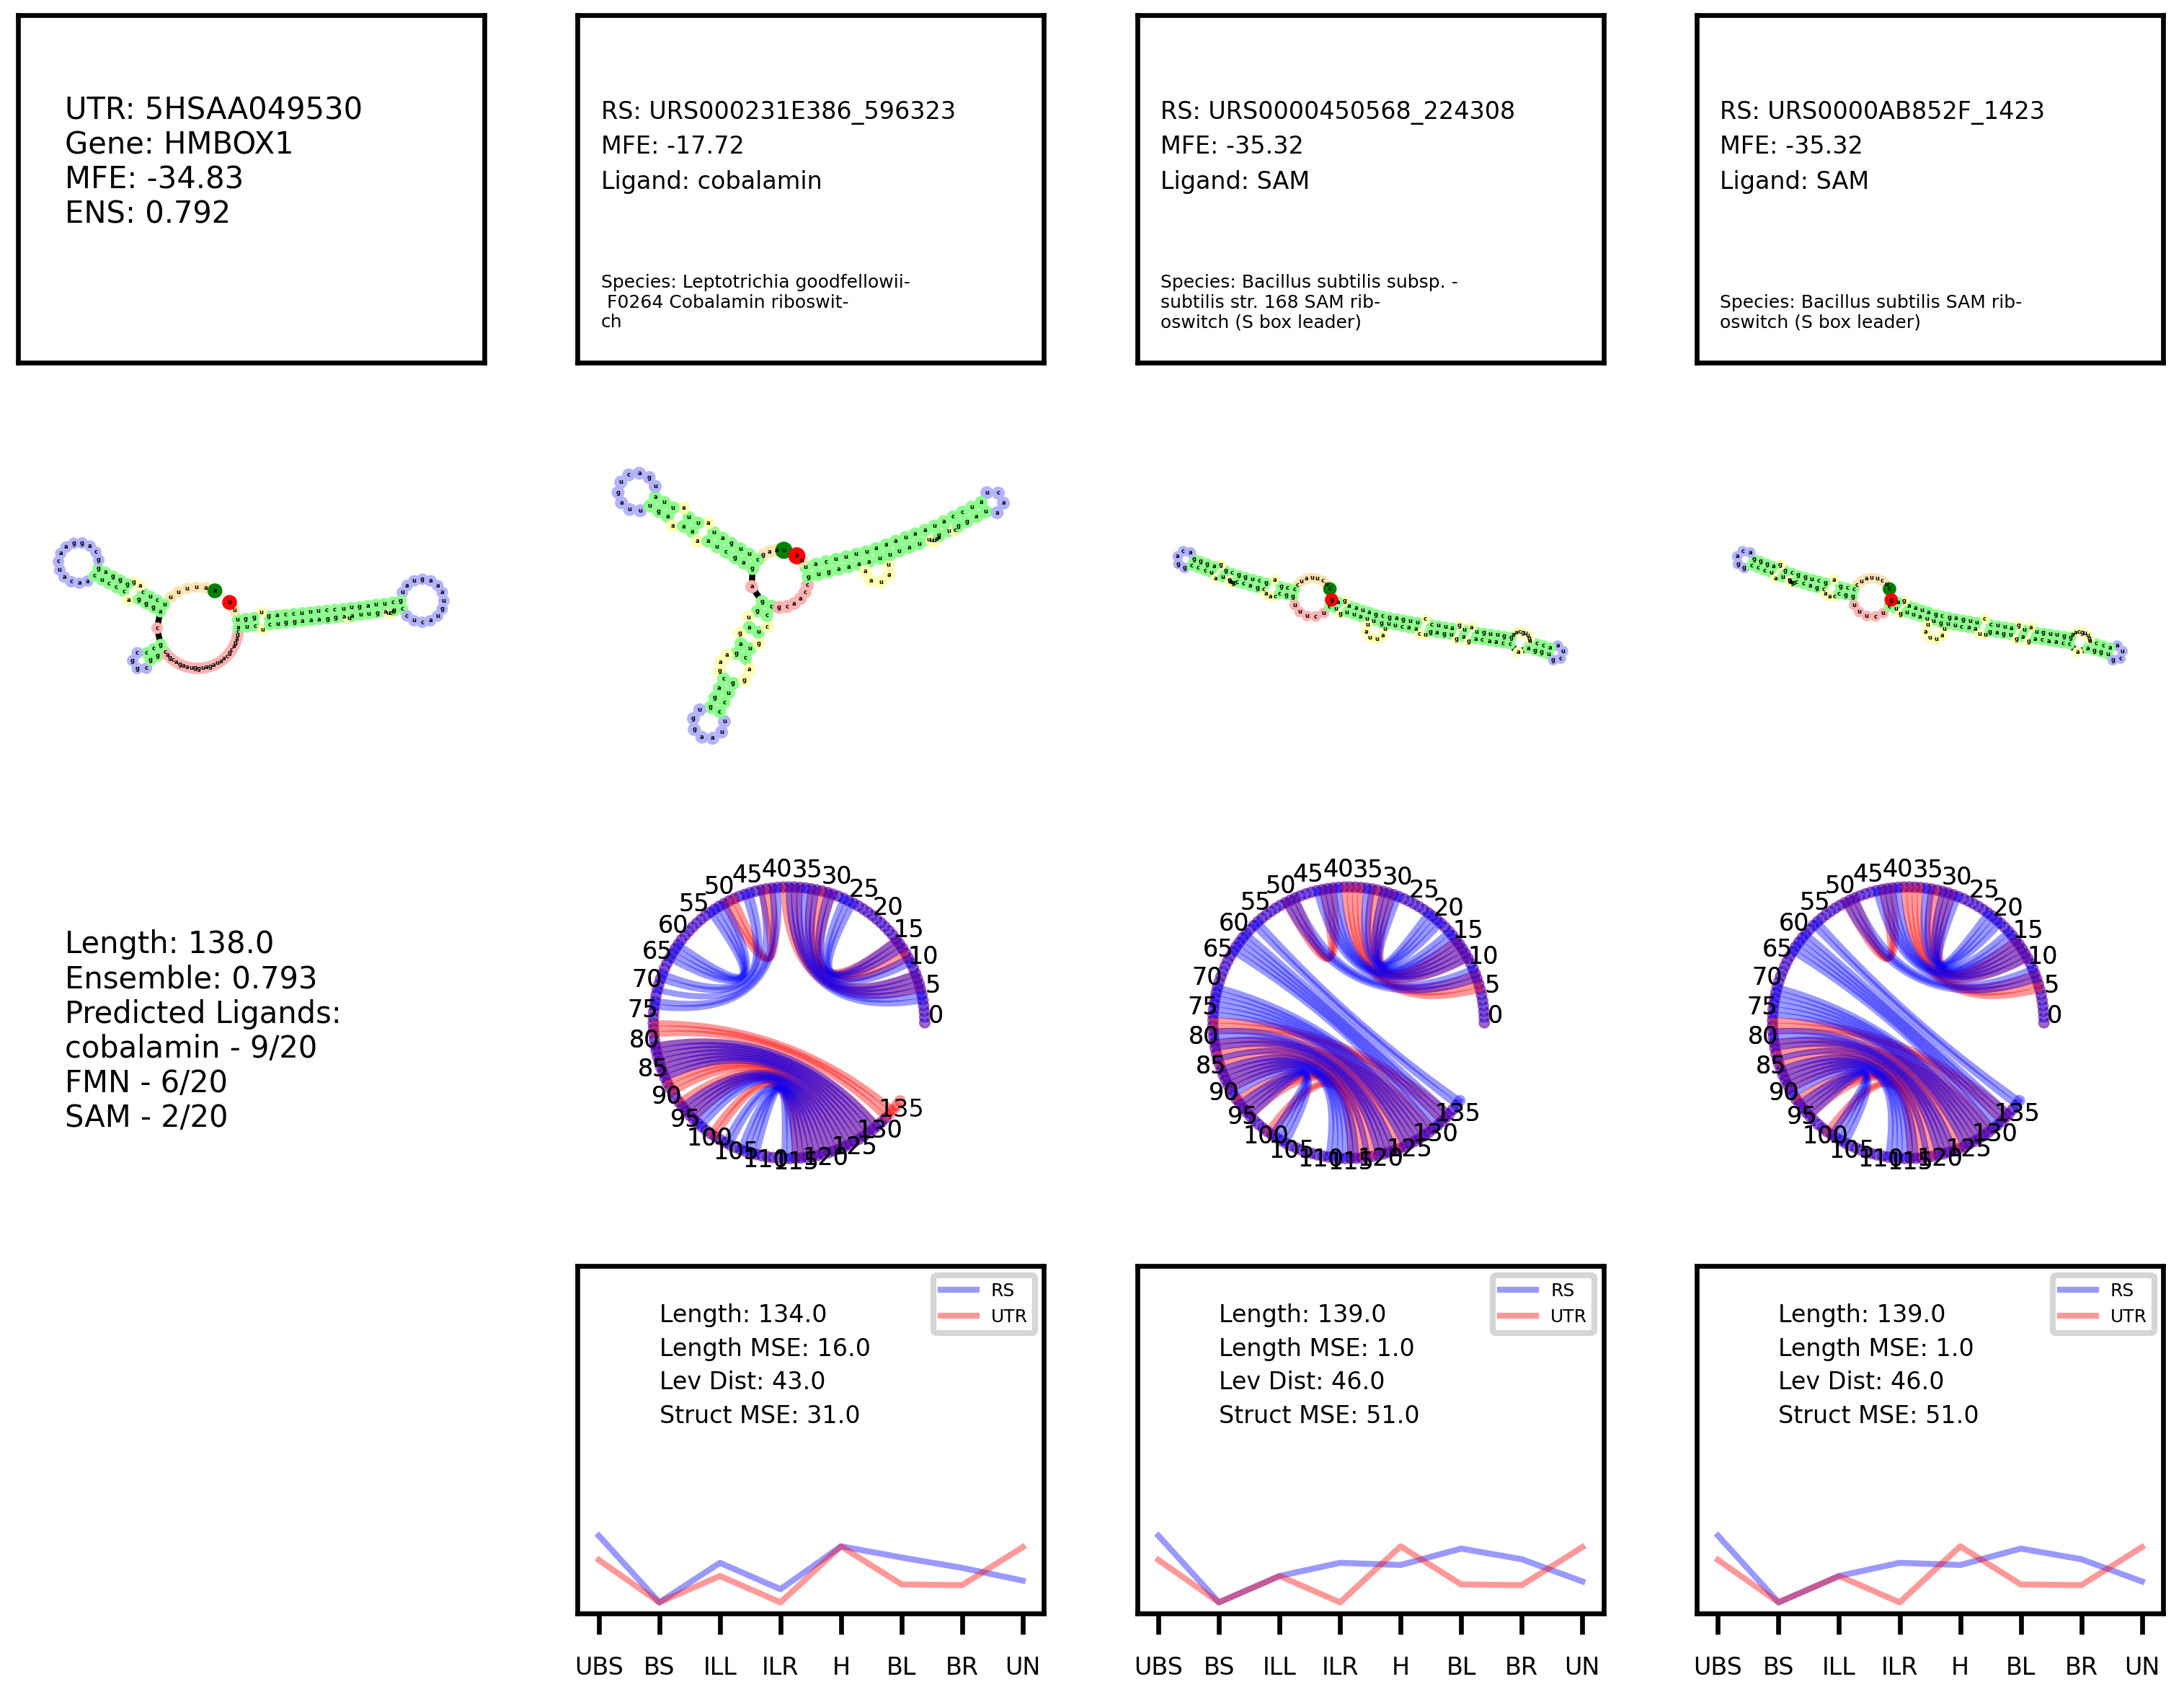 UTR: 5HSAA049530
Gene: HMBOX1
MFE: -34.83
ENS: 0.792
RS: URS000231E386_596323
MFE: -17.72
Ligand: cobalamin
Species: Leptotrichia goodfellowii-
F0264 Cobalamin riboswit-
ch
RS: URS0000450568_224308
MFE: -35.32
Ligand: SAM
Species: Bacillus subtilis subsp. -
subtilis str. 168 SAM rib-
oswitch (S box leader)
RS: URS0000AB852F_1423
MFE: -35.32
Ligand: SAM
Species: Bacillus subtilis SAM rib-
oswitch (S box leader)
Length: 138.0
Ensemble: 0.793
Predicted Ligands:
cobalamin - 9/20
FMN - 6/20
SAM - 2/20
0 5 10 15 20 25 30 35 40 45 50 55 60 65 70 75 80 85 90 95 100 105 110 115 120 125 130 135
0 5 10 15 20 25 30 35 40 45 50 55 60 65 70 75 80 85 90 95 100 105 110 115 120 125 130 135
0 5 10 15 20 25 30 35 40 45 50 55 60 65 70 75 80 85 90 95 100 105 110 115 120 125 130 135
RS
UTR
Length: 134.0
Length MSE: 16.0
Lev Dist: 43.0
Struct MSE: 31.0
UBS BS ILL ILR H BL BR UN
RS
UTR
Length: 139.0
Length MSE: 1.0
Lev Dist: 46.0
Struct MSE: 51.0
UBS BS ILL ILR H BL BR UN
RS
UTR
Length: 139.0
Length MSE: 1.0
Lev Dist: 46.0
Struct MSE: 51.0
UBS BS ILL ILR H BL BR UN